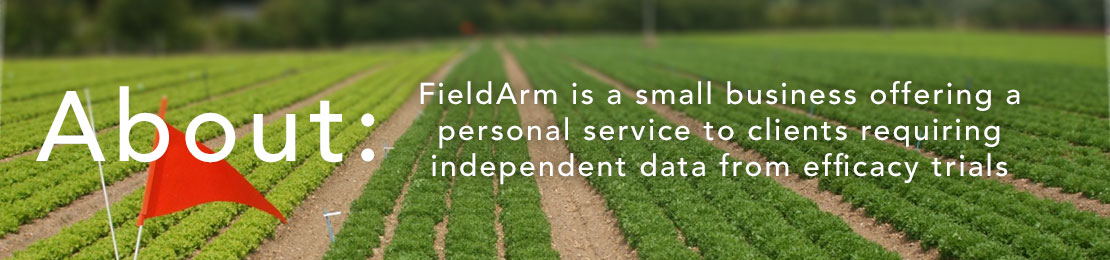 About:
FieldArm is a small business offering a
personal service to clients requiring
independent data from efficacy trials